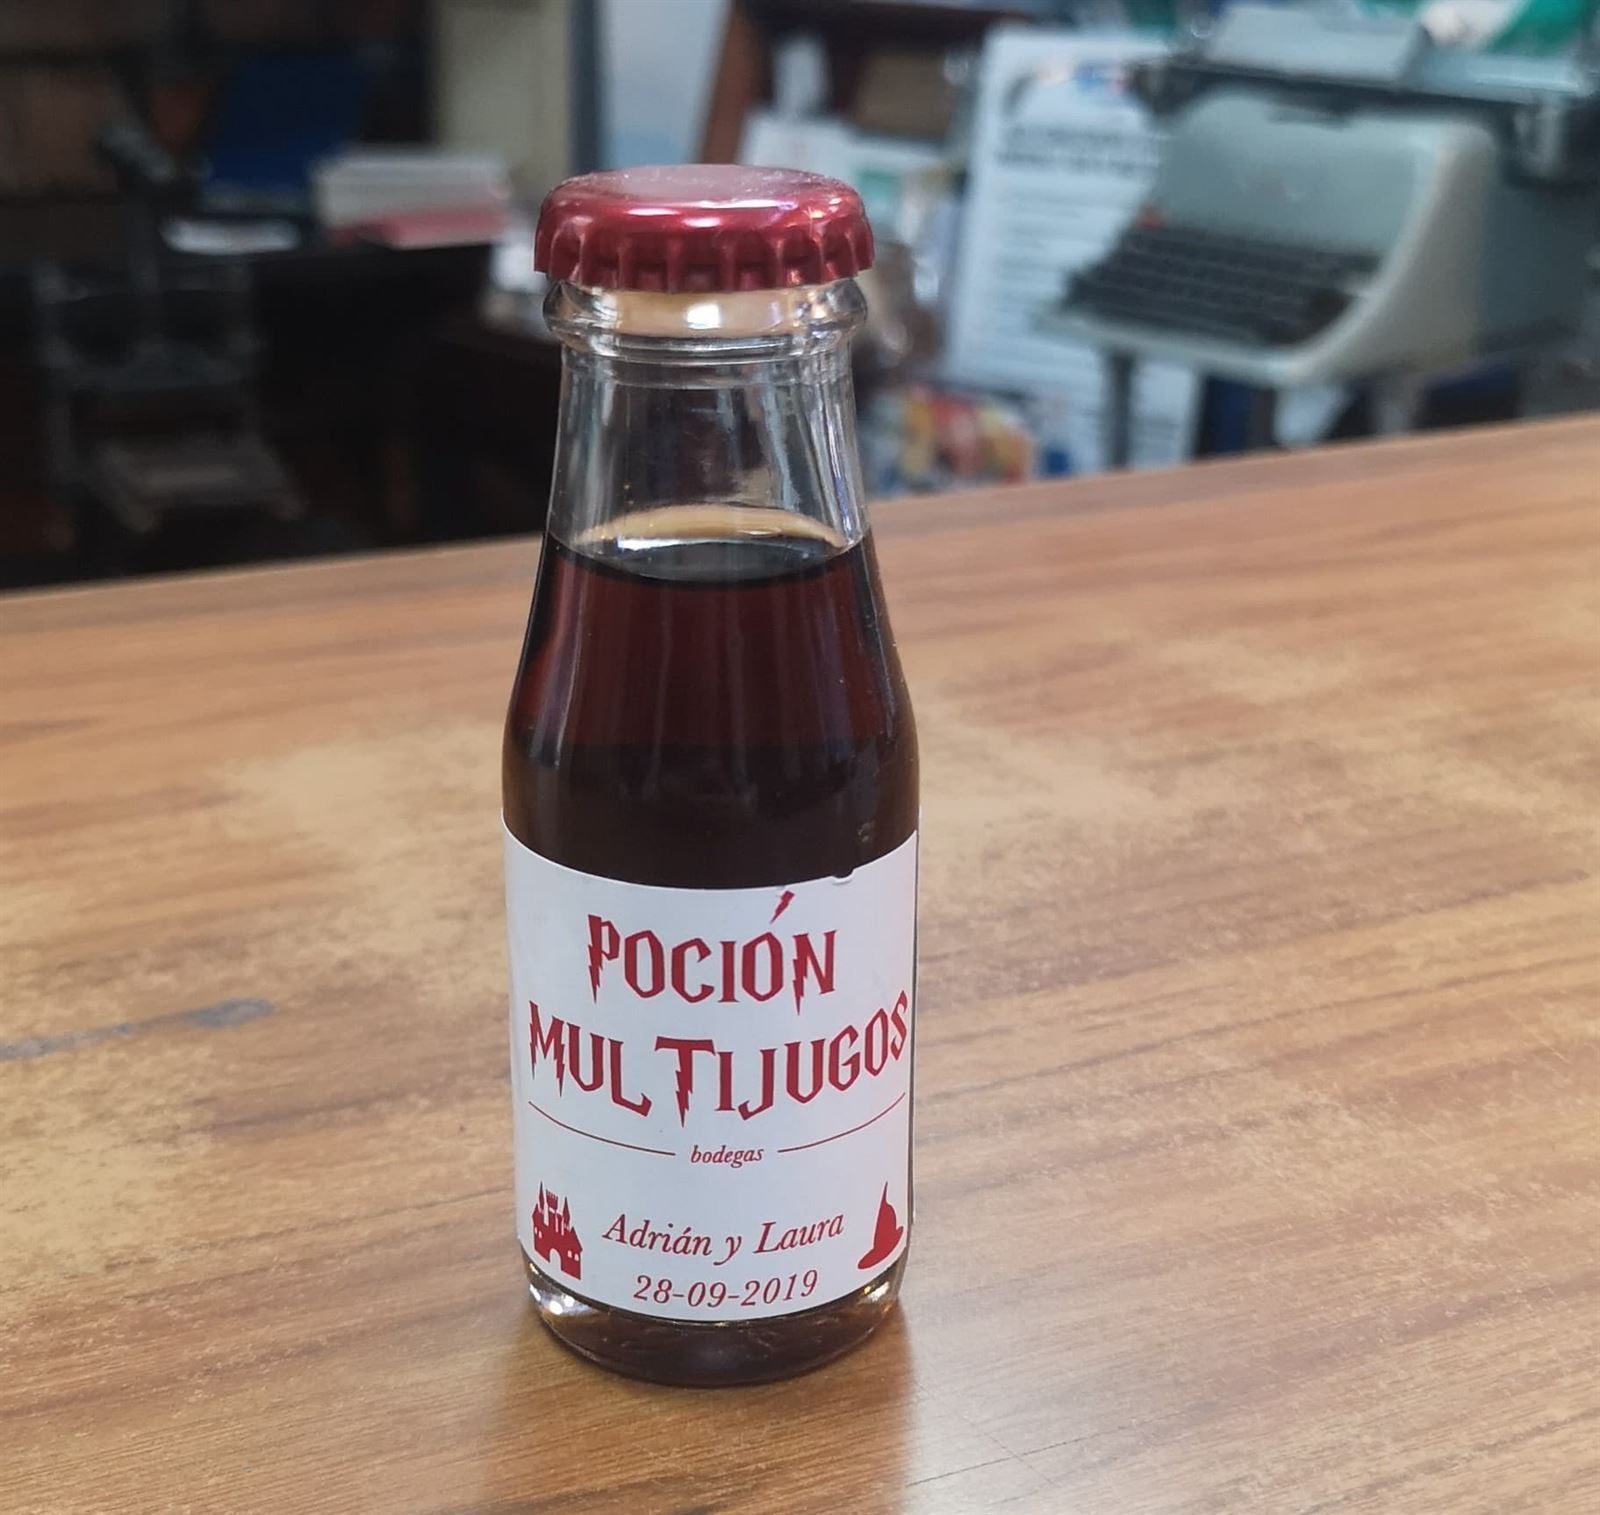 POCIÓN
MULTIJUGOS
bodegas
Adrián y Laura
28-09-2019